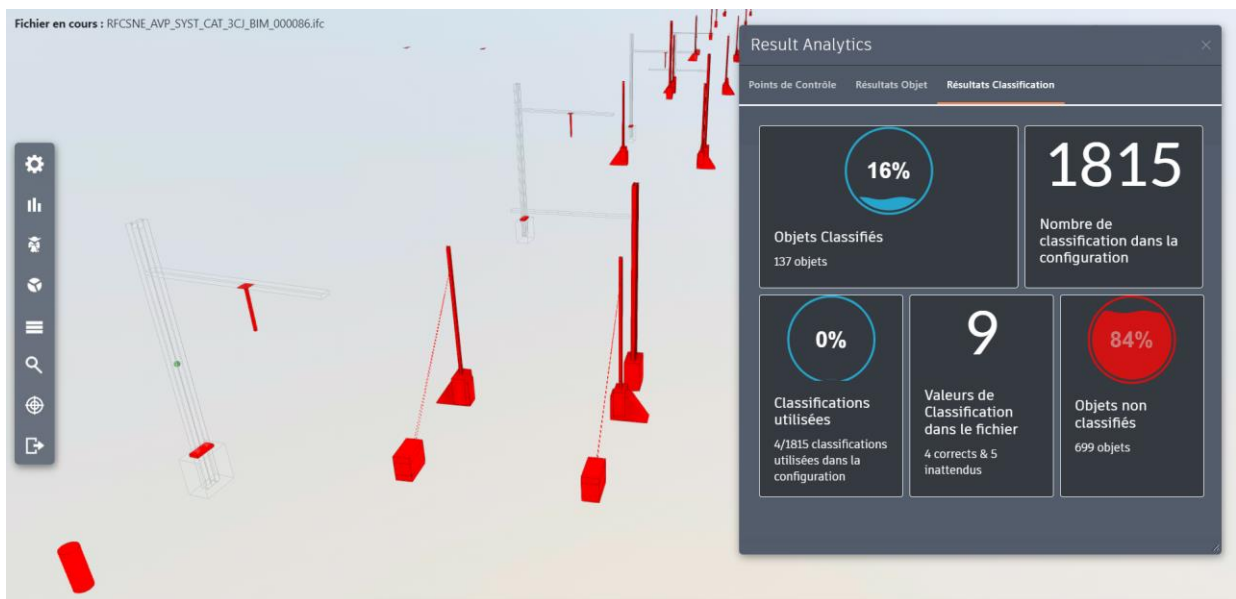 Fichier en cours : RFCSNE_AVP_SYST_CAT_3CJ_BIM_000086.ifc
Result Analytics
Points de Contrôle Résultats Objet Résultats Classification
16%
Objets Classifiés
137 objets
1815
Nombre de
classification dans la
configuration
0%
Classifications
utilisées
4/1815 classifications
utilisées dans la
configuration
9
Valeurs de
Classification
dans le fichier
4 corrects & 5
inattendus
84%
Objets non
classifiés
699 objets